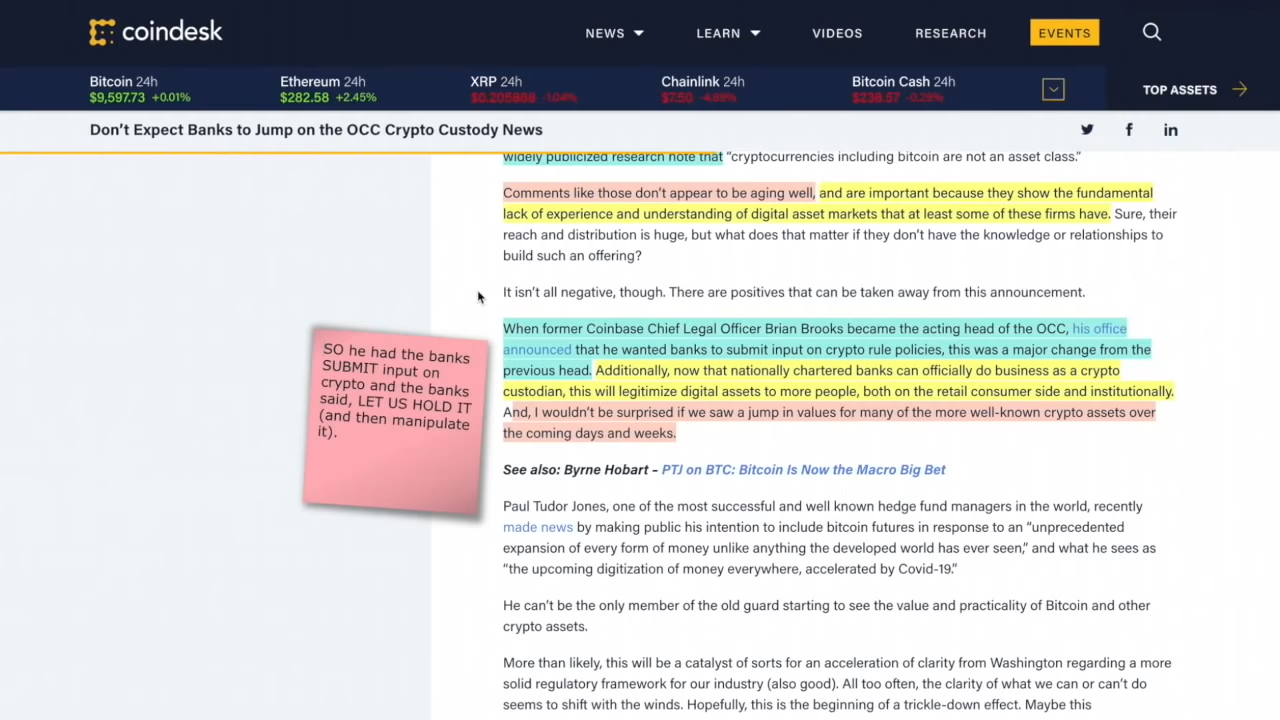 coindesk
NEWS LEARN VIDEOS RESEARCH EVENTS
Bitcoin 24h Ethereum 24h XRP 24h Chainlink 24h Bitcoin Cash 24h
$9,597.73 +0.01% $282.58 +2.45% $0.205888 -1.04% $7.50 -4.89% $238.57 -0.29%
TOP ASSETS
Don’t Expect Banks to Jump on the OCC Crypto Custody News
widely publicized research note that “cryptocurrencies including bitcoin are not an asset class.”
Comments like those don’t appear to be aging well, and are important because they show the fundamental
lack of experience and understanding of digital asset markets that at least some of these firms have. Sure, their
reach and distribution is huge, but what does that matter if they don’t have the knowledge or relationships to
build such an offering?
It isn’t all negative, though. There are positives that can be taken away from this announcement.
When former Coinbase Chief Legal Officer Brian Brooks became the acting head of the OCC, his office
announced that he wanted banks to submit input on crypto rule policies, this was a major change from the
previous head. Additionally, now that nationally chartered banks can officially do business as a crypto
custodian, this will legitimize digital assets to more people, both on the retail consumer side and institutionally.
And, I wouldn’t be surprised if we saw a jump in values for many of the more well-known crypto assets over
the coming days and weeks.
SO he had the banks
SUBMIT input on
crypto and the banks
said, LET US HOLD IT
(and then manipulate
it).
See also: Byrne Hobart – PTJ on BTC: Bitcoin Is Now the Macro Big Bet
Paul Tudor Jones, one of the most successful and well known hedge fund managers in the world, recently
made news by making public his intention to include bitcoin futures in response to an “unprecedented
expansion of every form of money unlike anything the developed world has ever seen,” and what he sees as
“the upcoming digitization of money everywhere, accelerated by Covid-19.”
He can’t be the only member of the old guard starting to see the value and practicality of Bitcoin and other
crypto assets.
More than likely, this will be a catalyst of sorts for an acceleration of clarity from Washington regarding a more
solid regulatory framework for our industry (also good). All too often, the clarity of what we can or can’t do
seems to shift with the winds. Hopefully, this is the beginning of a trickle-down effect. Maybe this